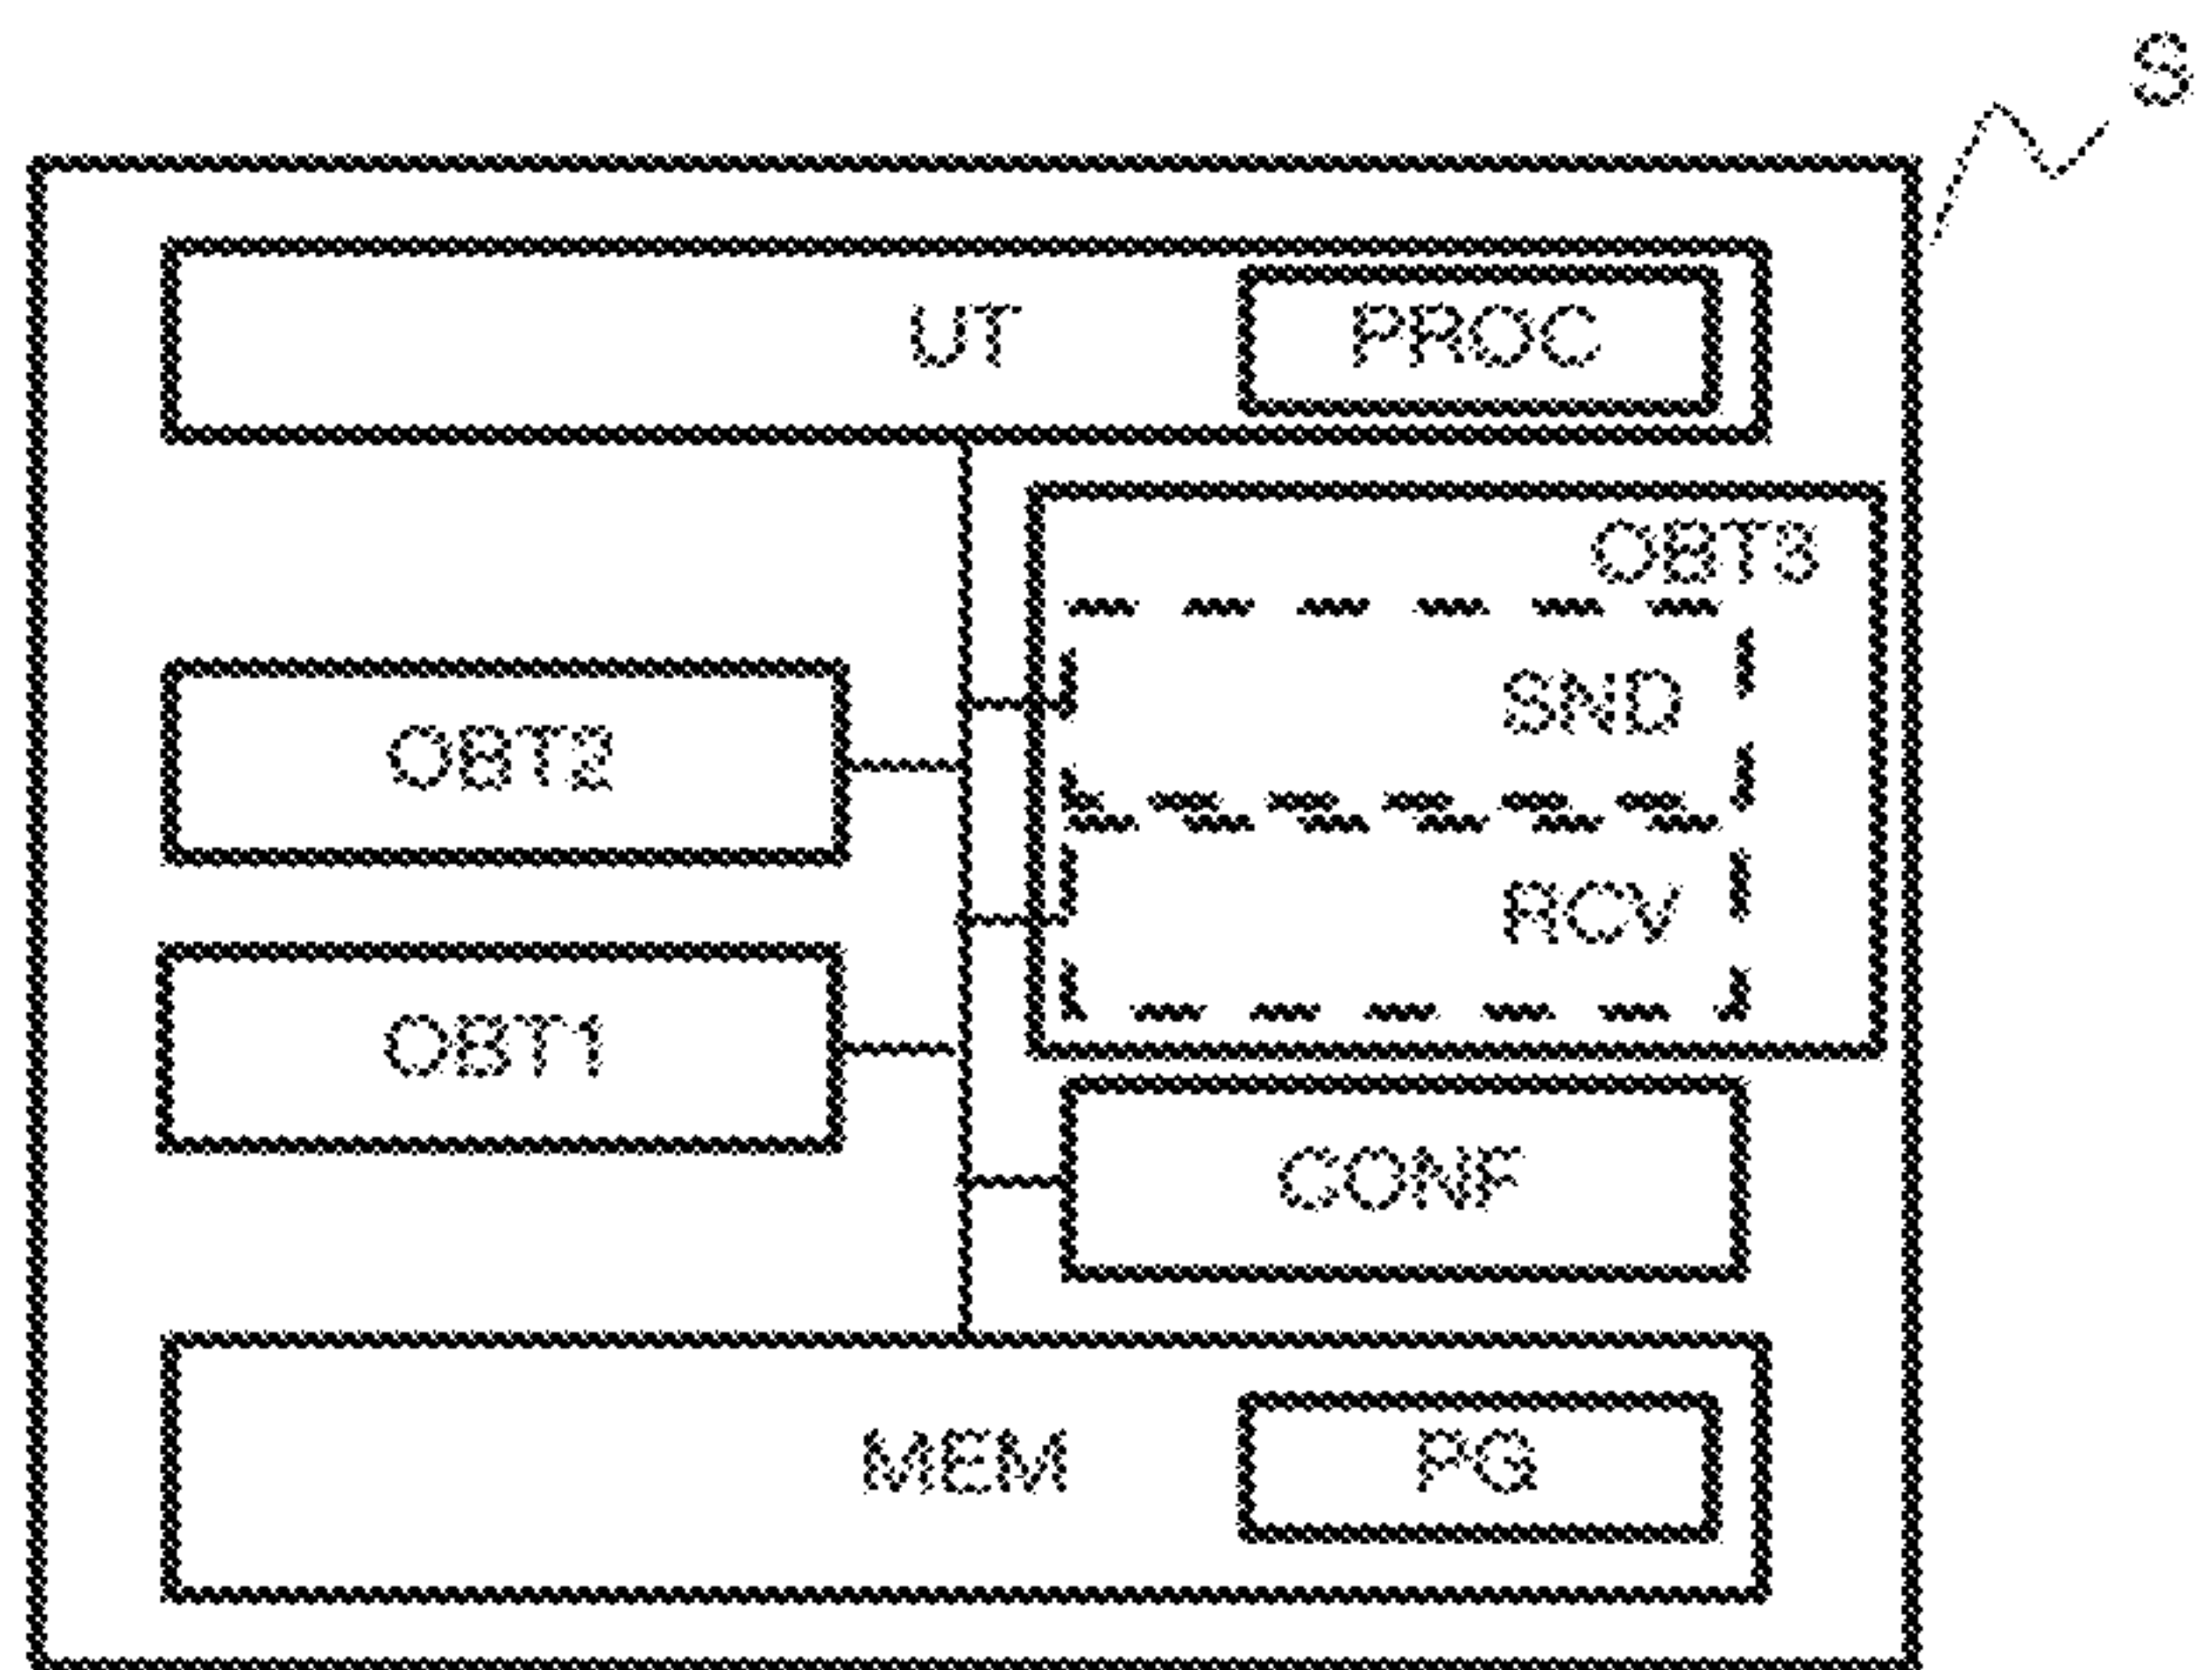 S
UT PROC
OBT3
SND
OBT2
RCV
OBT1
CONF
MEM PG